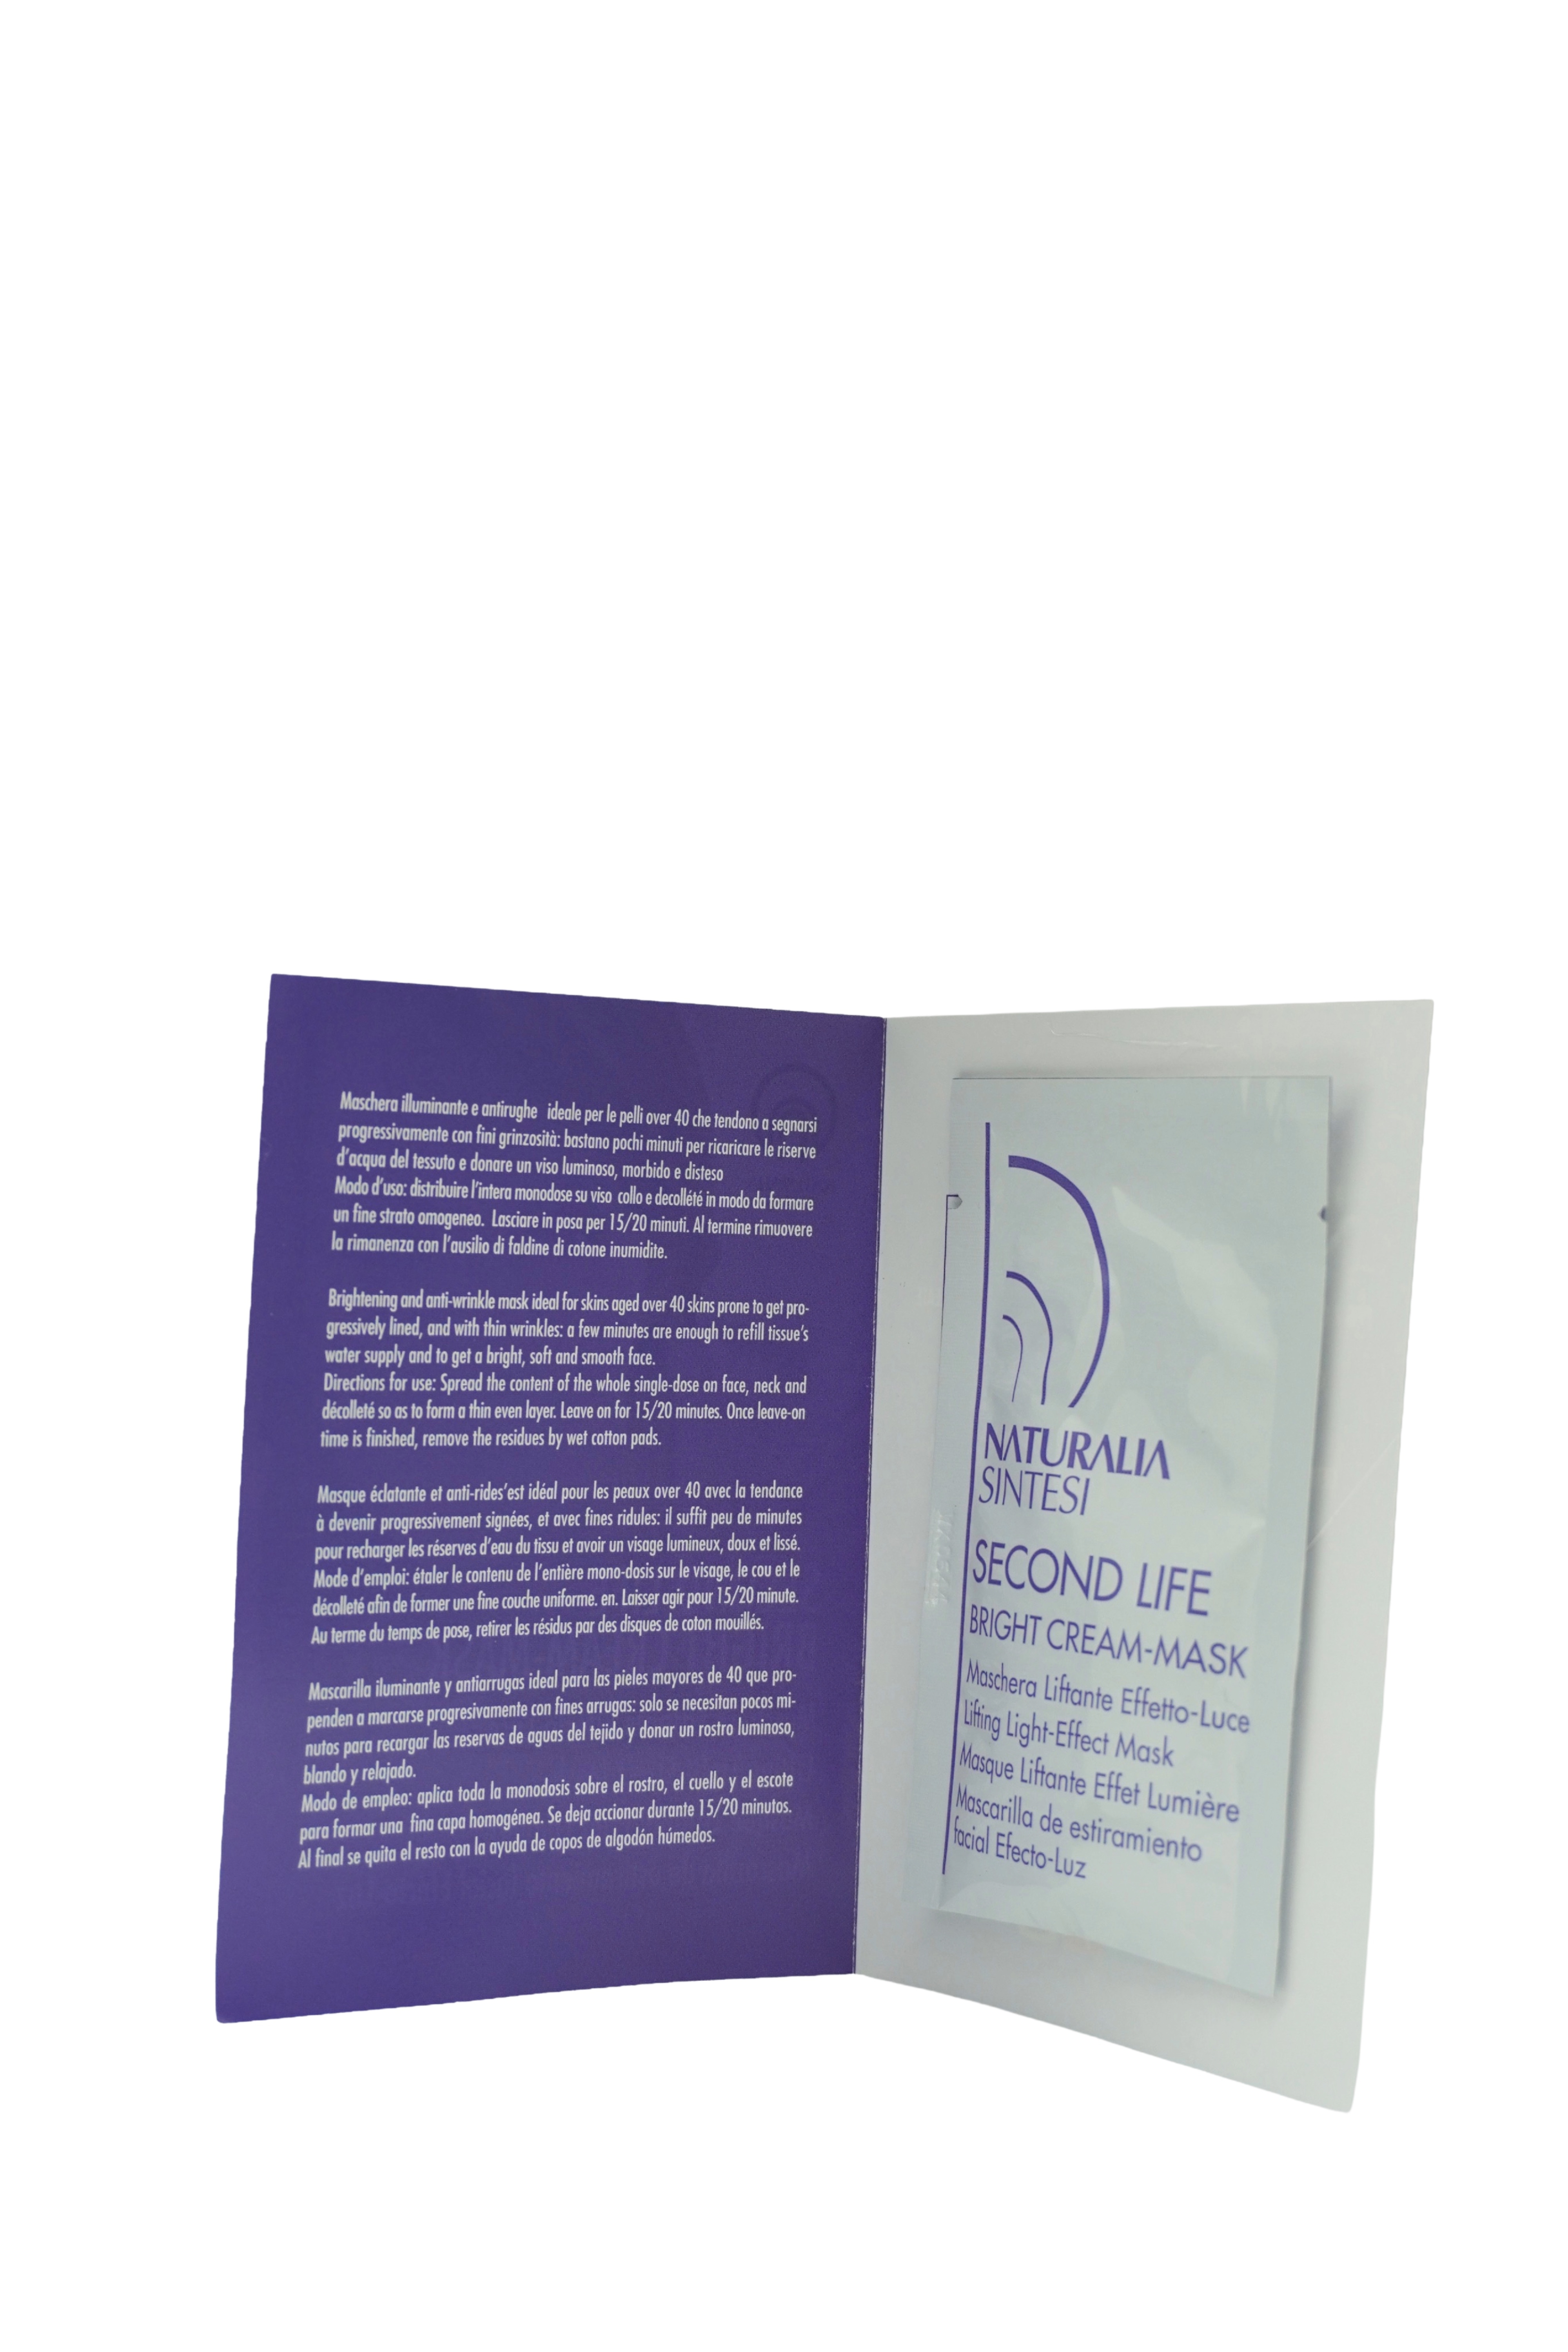 Maschera illuminante e antirughe ideale per le pelli over 40 che tendono a segnarsi
progressivamente con fini grinzosità: bastano pochi minuti per ricaricare le riserve
d'acqua del tessuto e donare un viso luminoso, morbido e disteso
Modo d'uso: distribuire l'intera monodose su viso collo e decolleté in modo da formare
un fine strato omogeneo. Lasciare in posa per 15/20 minuti. Al termine rimuovere
la rimanenza con l'ausilio di faldine di cotone inumidite.
Brightening and anti-wrinkle mask ideal for skins aged over 40 skins prone to get pro-
gressively lined, and with thin wrinkles: a few minutes are enough to refill tissue's
water supply and to get a bright, soft and smooth face.
Directions for use: Spread the content of the whole single-dose on face, neck and
décolleté so as to form a thin even layer. Leave on for 15/20 minutes. Once leave-on
time is finished, remove the residues by wet cotton pads.
Masque éclatante et anti-rides'est idéal pour les peaux over 40 avec la tendance
à devenir progressivement signées, et avec fines ridules: il suffit peu de minutes
pour recharger les réserves d'eau du tissu et avoir un visage lumineux, doux et lissé.
Mode d'emploi: étaler le contenu de l'entière mono-dosis sur le visage, le cou et le
décolleté afin de former une fine couche uniforme. en. Laisser agir pour 15/20 minute.
Au terme du temps de pose, retirer les résidus par des disques de coton mouillés.
Mascarilla iluminante y antiarrugas ideal para las pieles mayores de 40 que pro-
penden a marcarse progresivamente con fines arrugas: solo se necesitan pocos mi-
nutos para recargar las reservas de aguas del tejido y donar un rostro luminoso,
blando y relajado.
Modo de empleo: aplica toda la monodosis sobre el rostro, el cuello y el escote
para formar una fina capa homogénea. Se deja accionar durante 15/20 minutos.
Al final se quita el resto con la ayuda de copos de algodón húmedos.
NATURALIA
SINTESI
SECOND LIFE
BRIGHT CREAM-MASK
Maschera Liftante Effetto-Luce
Lifting Light-Effect Mask
Masque Liftante Effet Lumière
Mascarilla de estiramiento
facial Efecto-Luz